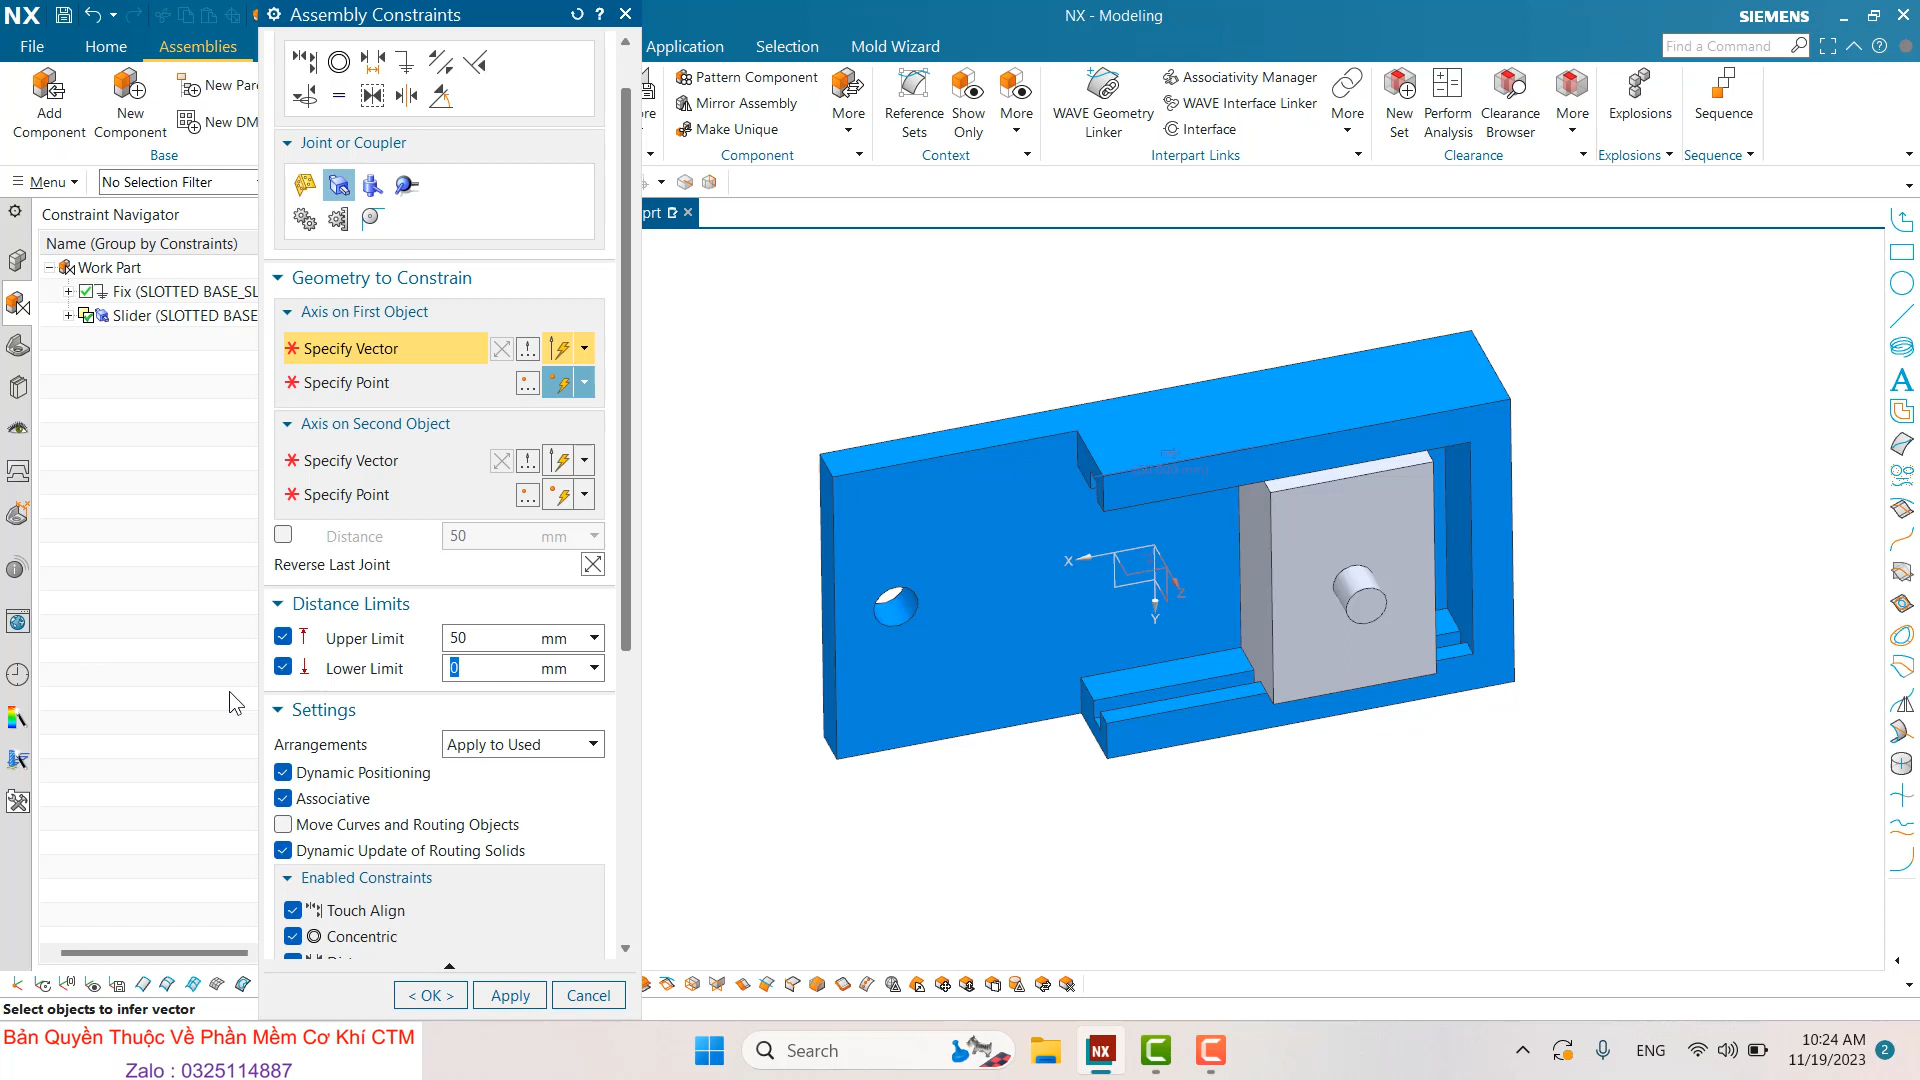 NX
Assembly Constraints
NX - Modeling
SIEMENS
File
Home
Assemblies
Application
Selection
Mold Wizard
Find a Command
Add
Component
New
Component
New Pare
New DM
Base
Joint or Coupler
Pattern Component
Mirror Assembly
Make Unique
More
Component
Reference
Sets
Show
Only
More
Context
WAVE Geometry
Linker
Associativity Manager
WAVE Interface Linker
Interface
More
Interpart Links
New
Set
Perform
Analysis
Clearance
Browser
More
Clearance
Explosions
Explosions
Sequence
Sequence
Menu
No Selection Filter
Constraint Navigator
prt
Name (Group by Constraints)
Work Part
Fix (SLOTTED BASE_SL
Slider (SLOTTED BASE
Geometry to Constrain
Axis on First Object
* Specify Vector
* Specify Point
Axis on Second Object
* Specify Vector
* Specify Point
Distance
50 mm
Reverse Last Joint
Distance Limits
Upper Limit
50 mm
Lower Limit
0 mm
Settings
Arrangements
Apply to Used
Dynamic Positioning
Associative
Move Curves and Routing Objects
Dynamic Update of Routing Solids
Enabled Constraints
Touch Align
Concentric
X
Y
Z
< OK >
Apply
Cancel
Select objects to infer vector
Bản Quyền Thuộc Về Phần Mềm Cơ Khí CTM
Zalo : 0325114887
Search
NX
ENG
10:24 AM
11/19/2023
2